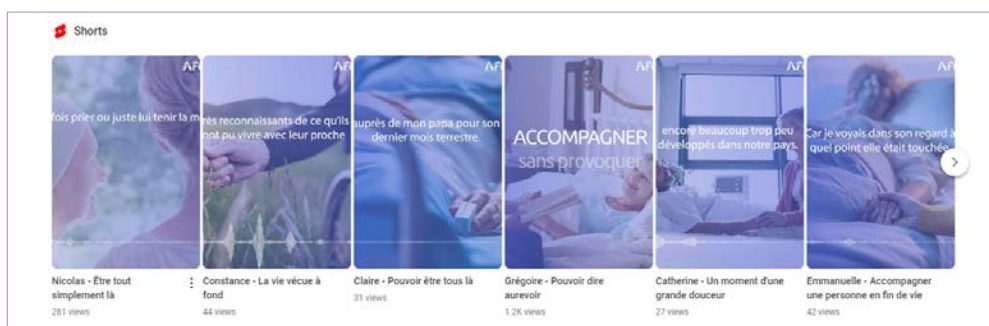 Shorts
fois prier ou juste lui tenir la m
rès reconnaissants de ce qu'ils
ont pu vivre avec leur proche
auprès de mon papa pour son
dernier mois terrestre.
ACCOMPAGNER
sans provoquer
encore beaucoup trop peu
développés dans notre pays.
Car je voyais dans son regard à
quel point elle était touchée
Nicolas - Être tout
simplement là
281 views
Constance - La vie vécue à
fond
44 views
Claire - Pouvoir être tous là
31 views
Grégoire - Pouvoir dire
aurevoir
1.2K views
Catherine - Un moment d'une
grande douceur
27 views
Emmanuelle - Accompagner
une personne en fin de vie
42 views